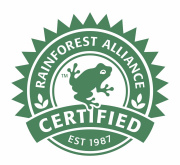 RAINFOREST ALLIANCE
TM
CERTIFIED
EST 1987